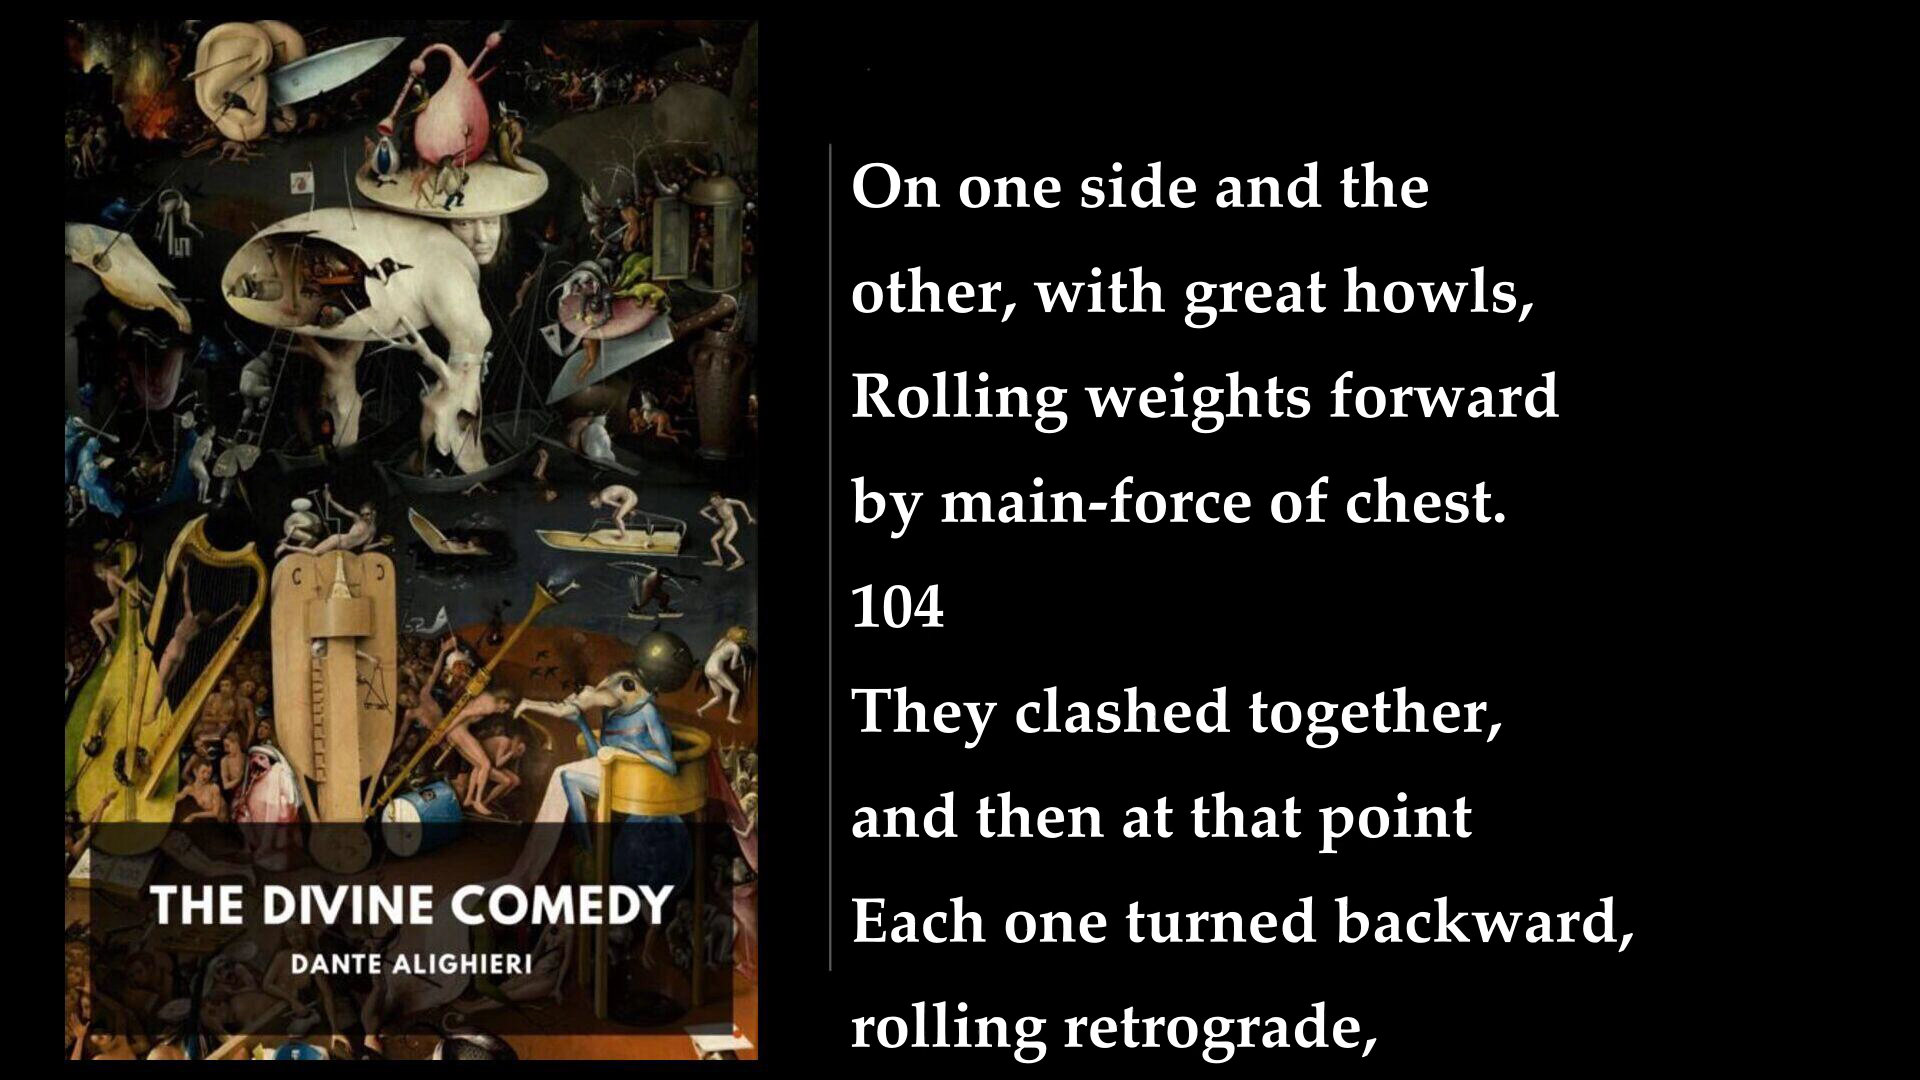 THE DIVINE COMEDY
DANTE ALIGHIERI
On one side and the
other, with great howls,
Rolling weights forward
by main-force of chest.
104
They clashed together,
and then at that point
Each one turned backward,
rolling retrograde,